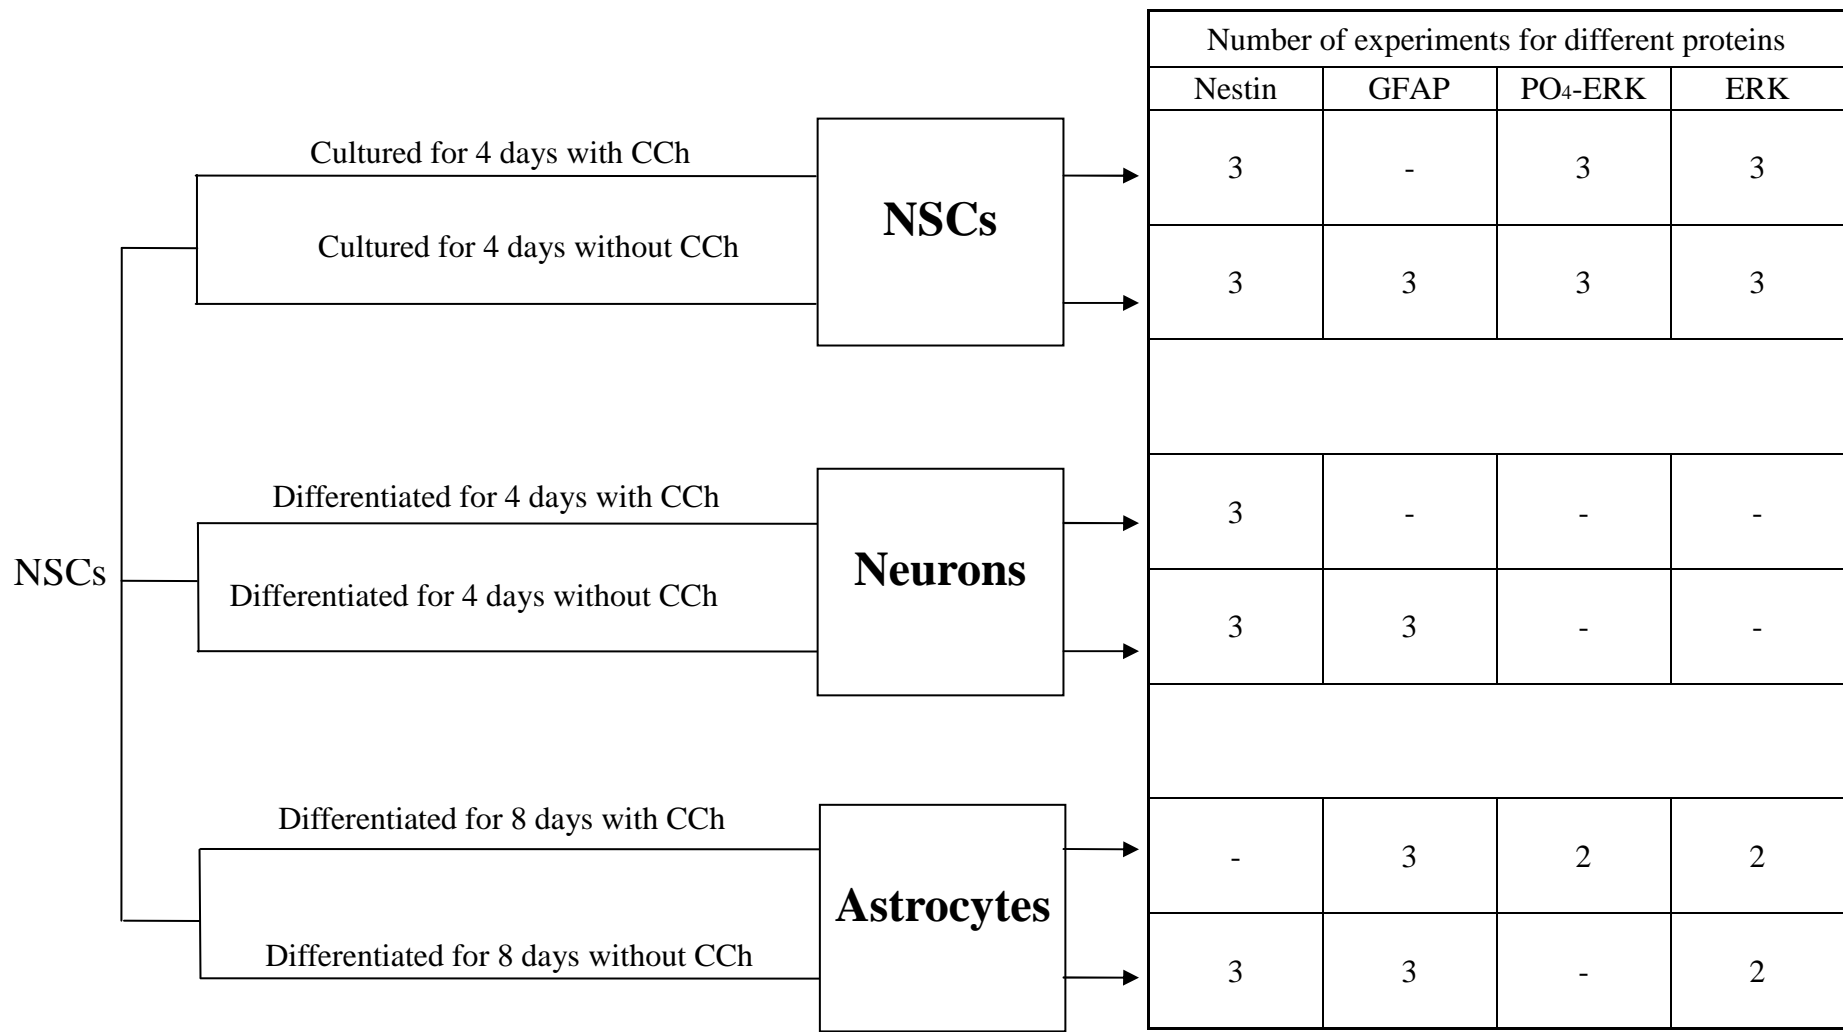 Number of experiments for different proteins
Nestin GFAP PO4-ERK ERK
Cultured for 4 days with CCh
3 - 3 3
NSCs
Cultured for 4 days without CCh
3 3 3 3
Differentiated for 4 days with CCh
3 - - -
NSCs
Neurons
Differentiated for 4 days without CCh
3 3 - -
Differentiated for 8 days with CCh
- 3 2 2
Astrocytes
Differentiated for 8 days without CCh
3 3 - 2